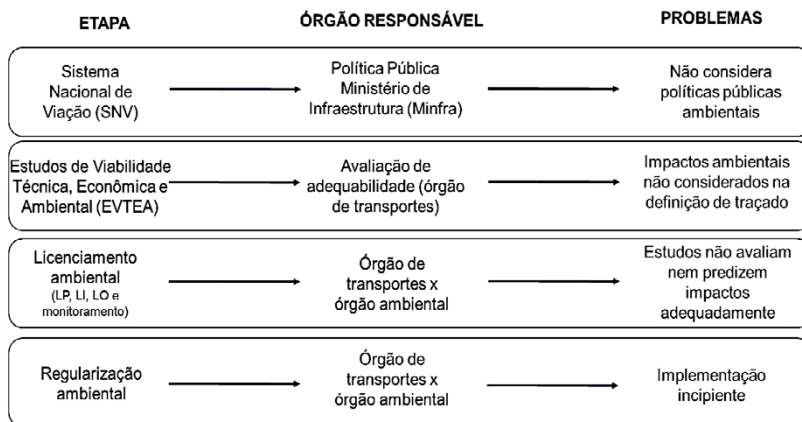 ETAPA
ÓRGÃO RESPONSÁVEL
PROBLEMAS
Sistema
Nacional de
Viação (SNV)
Política Pública
Ministério de
Infraestrutura (Minfra)
Não considera
políticas públicas
ambientais
Estudos de Viabilidade
Técnica, Econômica e
Ambiental (EVTEA)
Avaliação de
adequabilidade (órgão
de transportes)
Impactos ambientais
não considerados na
definição de traçado
Licenciamento
ambiental
(LP, LI, LO e
monitoramento)
Órgão de
transportes x
órgão ambiental
Estudos não avaliam
nem predizem
impactos
adequadamente
Regularização
ambiental
Órgão de
transportes x
órgão ambiental
Implementação
incipiente